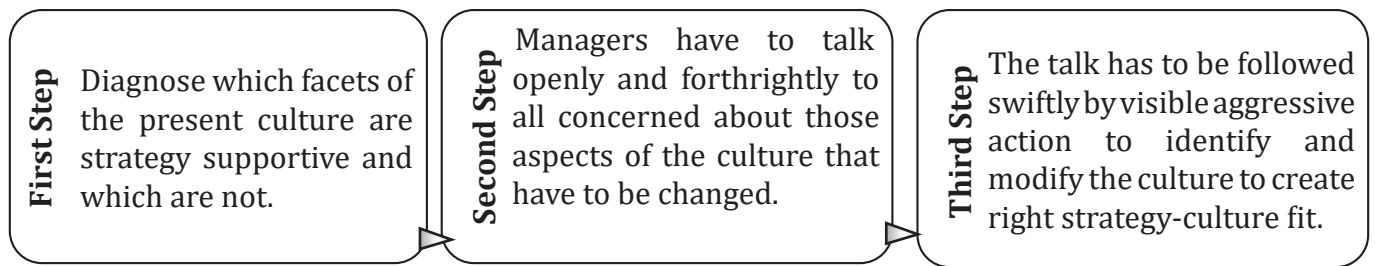 First Step
Diagnose which facets of
the present culture are
strategy supportive and
which are not.
Second Step
Managers have to talk
openly and forthrightly to
all concerned about those
aspects of the culture that
have to be changed.
Third Step
The talk has to be followed
swiftly by visible aggressive
action to identify and
modify the culture to create
right strategy-culture fit.